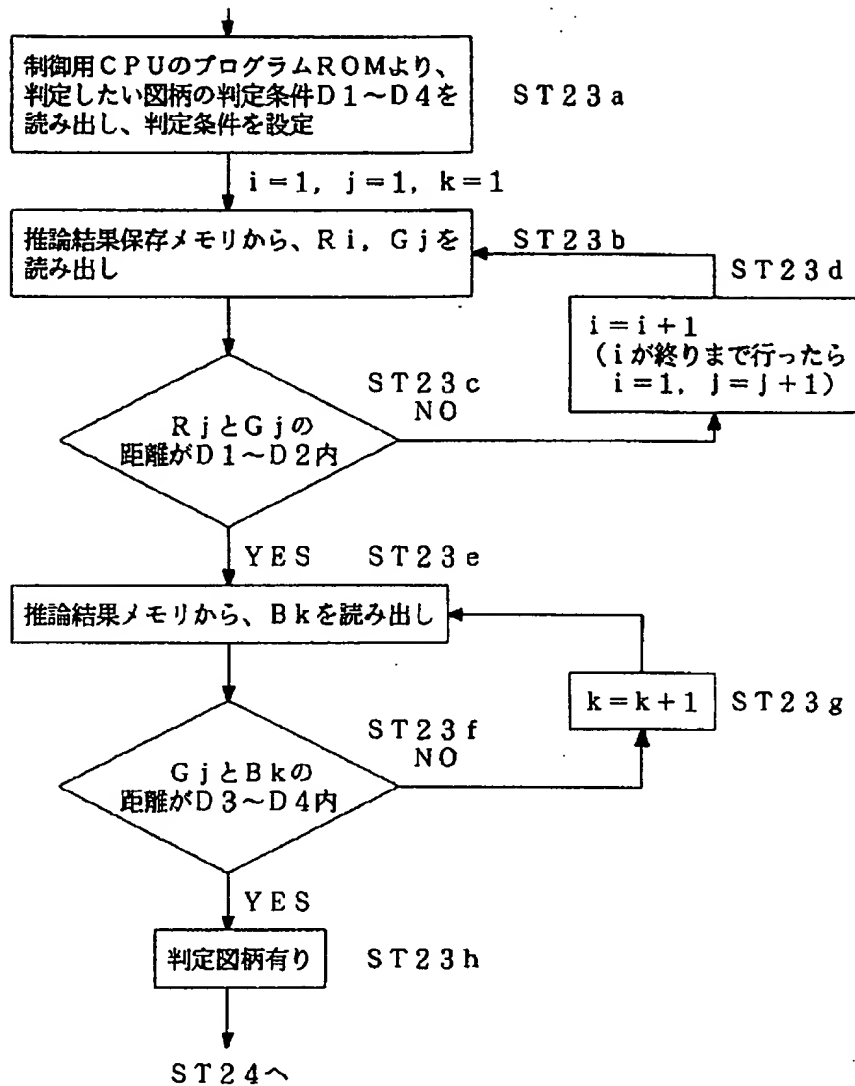 制御用CPUのプログラムROMより、
判定したい図柄の判定条件D1~D4を
読み出し、判定条件を設定
ST23a
i=1, j=1, k=1
推論結果保存メモリから、Ri, Gjを
読み出し
ST23b
ST23d
i=i+1
(iが終りまで行ったら
i=1, j=j+1)
ST23c
NO
RjとGjの
距離がD1~D2内
YES
ST23e
推論結果メモリから、Bkを読み出し
k=k+1
ST23g
ST23f
NO
GjとBkの
距離がD3~D4内
YES
判定図柄有り
ST23h
ST24へ